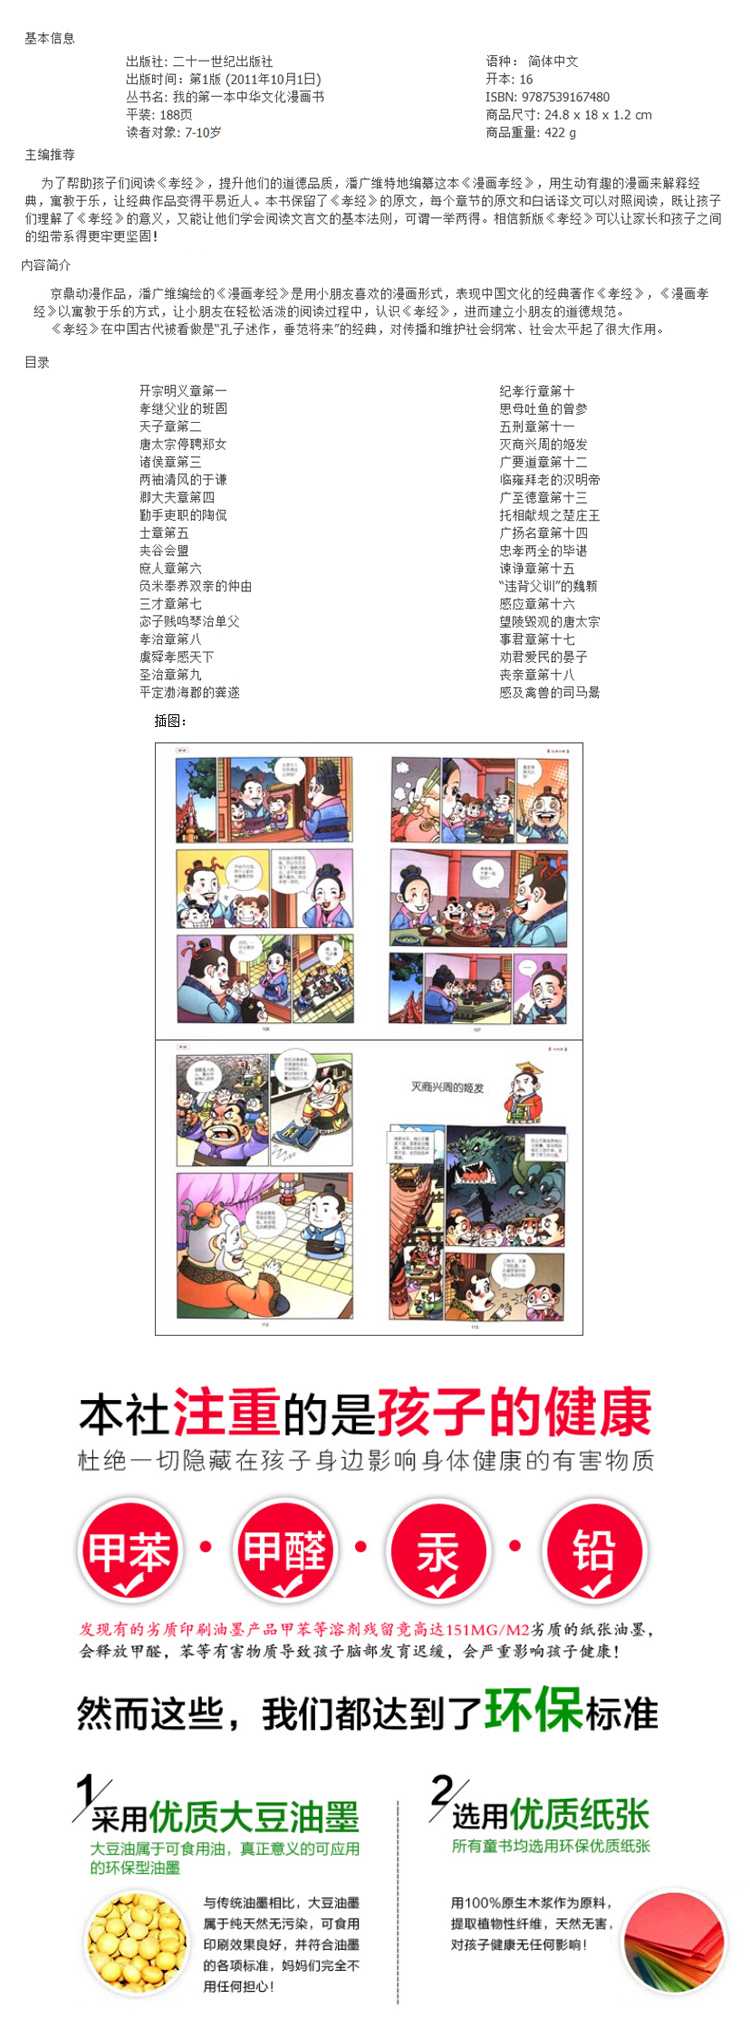 基本信息
出版社: 二十一世纪出版社
语种: 简体中文
出版时间: 第1版 (2011年10月1日)
开本: 16
丛书名: 我的第一本中华文化漫画书
ISBN: 9787539167480
平装: 188页
商品尺寸: 24.8 x 18 x 1.2 cm
读者对象: 7-10岁
商品重量: 422 g
主编推荐
为了帮助孩子们阅读《孝经》，提升他们的道德品质，潘广维特地编纂这本《漫画孝经》，用生动有趣的漫画来解释经
典，寓教于乐，让经典作品变得平易近人。本书保留了《孝经》的原文，每个章节的原文和白话译文可以对照阅读，既让孩子
们理解了《孝经》的意义，又能让他们学会阅读文言文的基本法则，可谓一举两得。相信新版《孝经》可以让家长和孩子之间
的纽带系得更牢更坚固！
内容简介
京鼎动漫作品，潘广维编绘的《漫画孝经》是用小朋友喜欢的漫画形式，表现中国文化的经典著作《孝经》，《漫画孝
经》以寓教于乐的方式，让小朋友在轻松活泼的阅读过程中，认识《孝经》，进而建立小朋友的道德规范。
《孝经》在中国古代被看做是“孔子述作，垂范将来”的经典，对传播和维护社会纲常、社会太平起了很大作用。
目录
开宗明义章第一
孝继父业的班固
天子章第二
唐太宗停聘郑女
诸侯章第三
两袖清风的于谦
卿大夫章第四
勤于吏职的陶侃
士章第五
夹谷会盟
庶人章第六
负米奉养双亲的仲由
三才章第七
宓子贱鸣琴治单父
孝治章第八
虞舜孝感天下
圣治章第九
平定渤海郡的龚遂
纪孝行章第十
思母吐鱼的曾参
五刑章第十一
灭商兴周的姬发
广要道章第十二
临雍拜老的汉明帝
广至德章第十三
托相献规之楚庄王
广扬名章第十四
忠孝两全的毕谌
谏诤章第十五
“违背父训”的魏颗
感应章第十六
望陵毁观的唐太宗
事君章第十七
劝君爱民的晏子
丧亲章第十八
感及禽兽的司马暠
插图：
106
107
灭商兴周的姬发
112
113
本社注重的是孩子的健康
杜绝一切隐藏在孩子身边影响身体健康的有害物质
甲苯·甲醛·汞·铅
发现有的劣质印刷油墨产品甲苯等溶剂残留竟高达151MG/M2劣质的纸张油墨，
会释放甲醛，苯等有害物质导致孩子脑部发育迟缓，会严重影响孩子健康！
然而这些，我们都达到了环保标准
1 采用优质大豆油墨
大豆油属于可食用油，真正意义的可应用
的环保型油墨
与传统油墨相比，大豆油墨
属于纯天然无污染，可食用
印刷效果良好，并符合油墨
的各项标准，妈妈们完全不
用任何担心！
2 选用优质纸张
所有童书均选用环保优质纸张
用100%原生木浆作为原料，
提取植物性纤维，天然无害，
对孩子健康无任何影响！